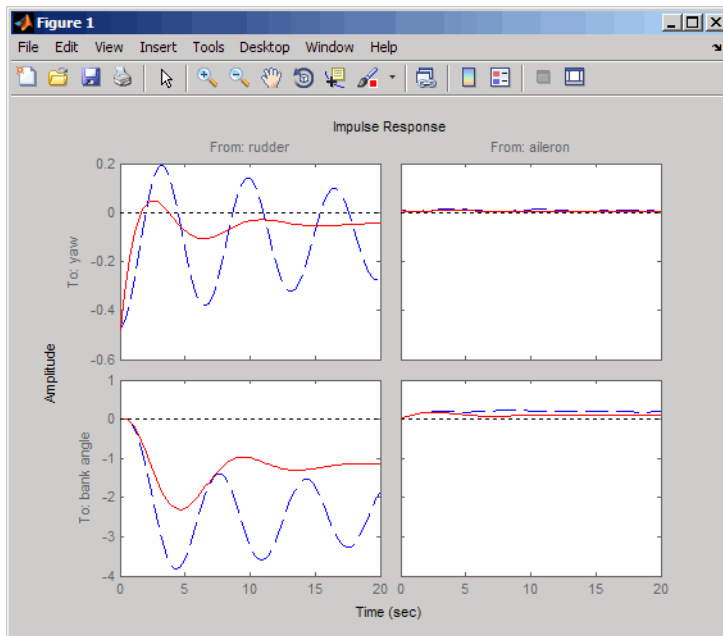 Figure 1
File Edit View Insert Tools Desktop Window Help
Impulse Response
From: rudder From: aileron
0.2
0
-0.2
-0.4
-0.6
To: yaw
Amplitude
1
0
-1
-2
-3
-4
To: bank angle
0 5 10 15 20 0 5 10 15 20
Time (sec)